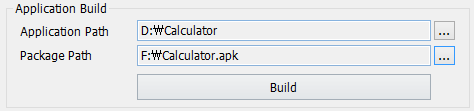 Application Build
Application Path D:₩Calculator ...
Package Path F:₩Calculator.apk ...
Build